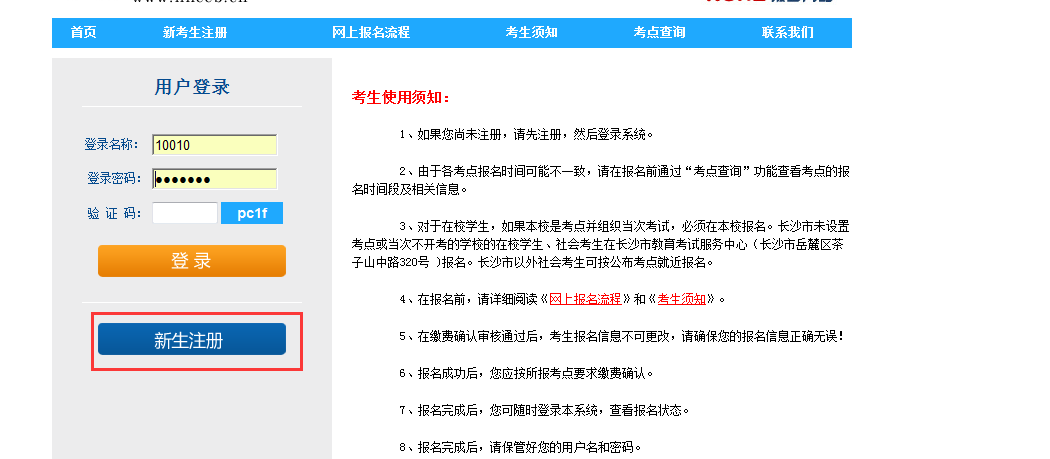 首页 新考生注册 网上报名流程 考生须知 考点查询 联系我们
用户登录
登录名称： 10010
登录密码： ●●●●●●●
验 证 码： pc1f
登 录
新生注册
考生使用须知：
1、如果您尚未注册，请先注册，然后登录系统。
2、由于各考点报名时间可能不一致，请在报名前通过“考点查询”功能查看考点的报
名时间段及相关信息。
3、对于在校学生，如果本校是考点并组织当次考试，必须在本校报名。长沙市未设置
考点或当次不开考的学校的在校学生、社会考生在长沙市教育考试服务中心（长沙市岳麓区茶
子山中路320号 )报名。长沙市以外社会考生可按公布考点就近报名。
4、在报名前，请详细阅读《网上报名流程》和《考生须知》。
5、在缴费确认审核通过后，考生报名信息不可更改，请确保您的报名信息正确无误！
6、报名成功后，您应按所报考点要求缴费确认。
7、报名完成后，您可随时登录本系统，查看报名状态。
8、报名完成后，请保管好您的用户名和密码。